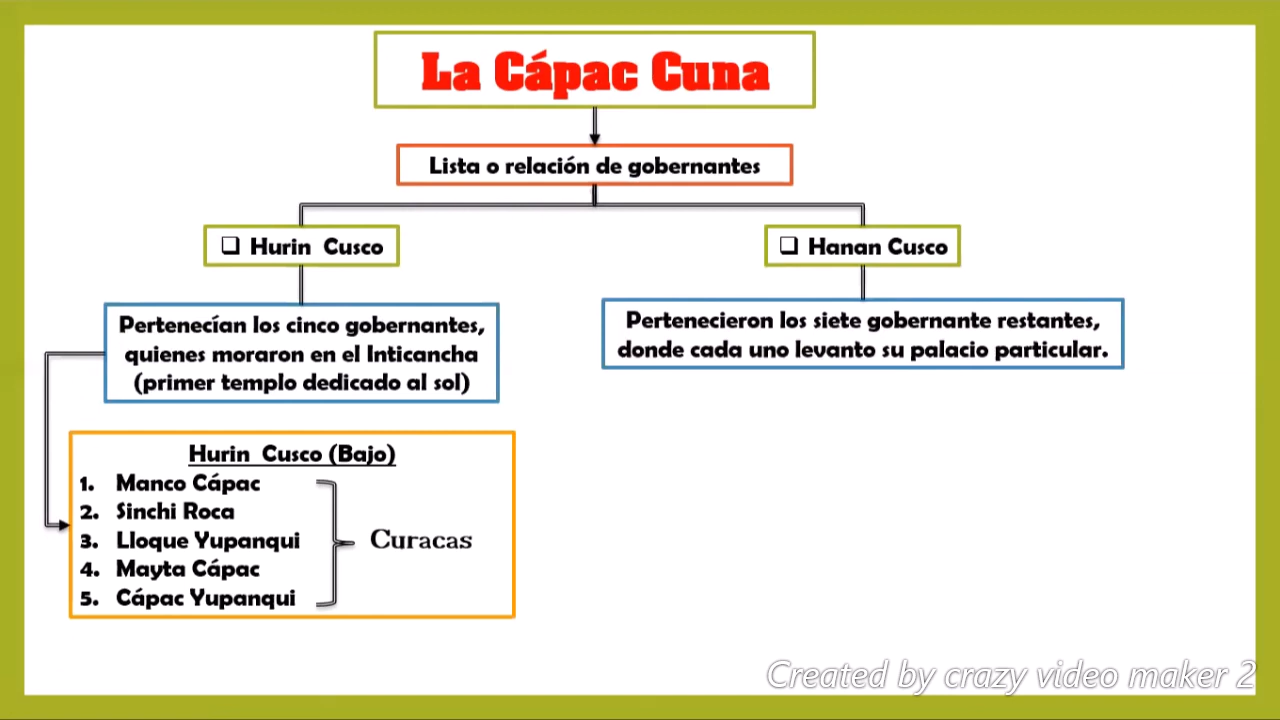 La Cápac Cuna
Lista o relación de gobernantes
❑ Hurin Cusco
❑ Hanan Cusco
Pertenecían los cinco gobernantes,
quienes moraron en el Inticancha
(primer templo dedicado al sol)
Pertenecieron los siete gobernante restantes,
donde cada uno levanto su palacio particular.
Hurin Cusco (Bajo)
1. Manco Cápac
2. Sinchi Roca
3. Lloque Yupanqui
4. Mayta Cápac
5. Cápac Yupanqui
Curacas
Created by crazy video maker 2